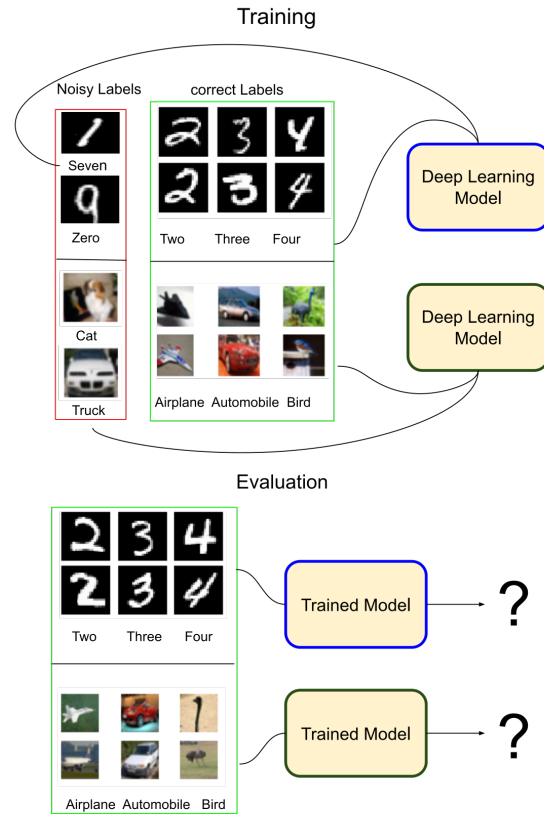 Training
Noisy Labels
correct Labels
Seven
Zero
Two Three Four
Cat
Truck
Airplane Automobile Bird
Deep Learning
Model
Deep Learning
Model
Evaluation
Two Three Four
Airplane Automobile Bird
Trained Model
?
Trained Model
?